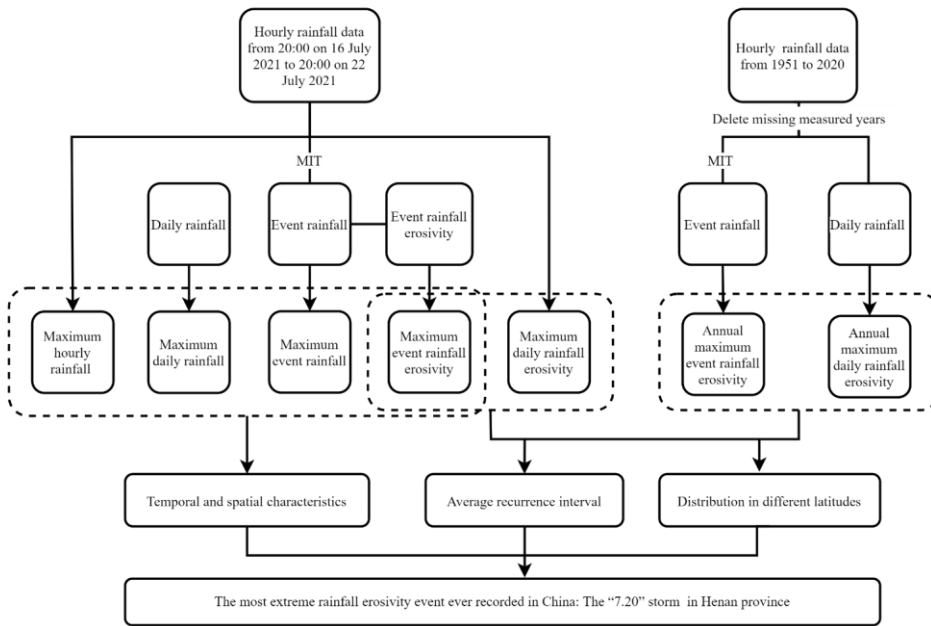 Hourly rainfall data
from 20:00 on 16 July
2021 to 20:00 on 22
July 2021
Hourly rainfall data
from 1951 to 2020
Delete missing measured years
MIT
MIT
Daily rainfall
Event rainfall
Event rainfall
erosivity
Event rainfall
Daily rainfall
Maximum
hourly
rainfall
Maximum
daily rainfall
Maximum
event rainfall
Maximum
event rainfall
erosivity
Maximum
daily rainfall
erosivity
Annual
maximum
event rainfall
erosivity
Annual
maximum
daily rainfall
erosivity
Temporal and spatial characteristics
Average recurrence interval
Distribution in different latitudes
The most extreme rainfall erosivity event ever recorded in China: The “7.20” storm in Henan province